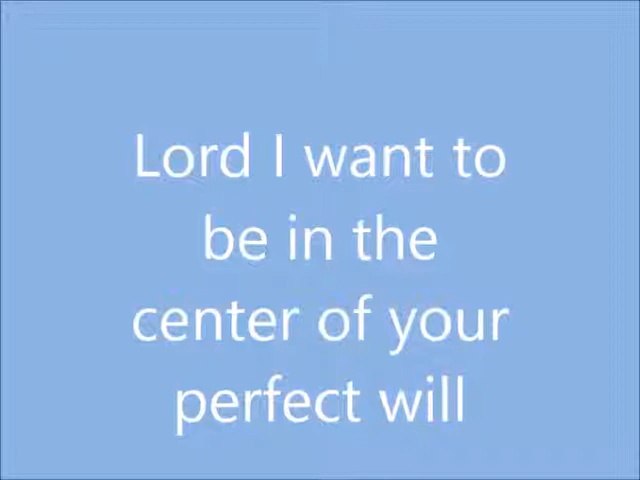 Lord I want to
be in the
center of your
perfect will